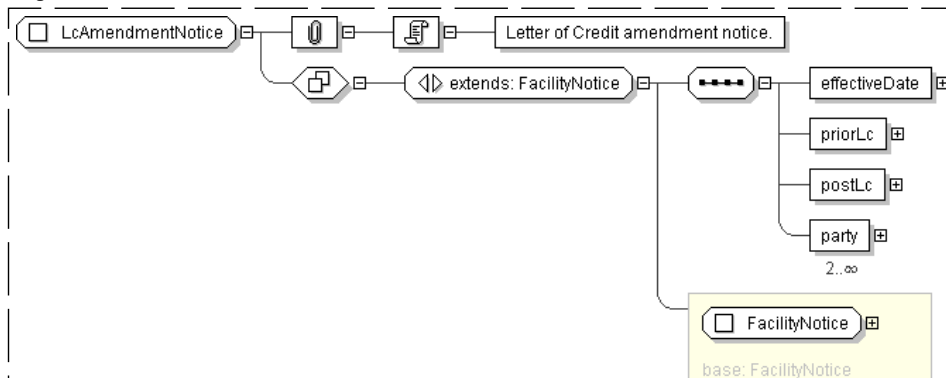 LcAmendmentNotice
Letter of Credit amendment notice.
extends: FacilityNotice
effectiveDate
priorLc
postLc
party
2..∞
FacilityNotice
base: FacilityNotice